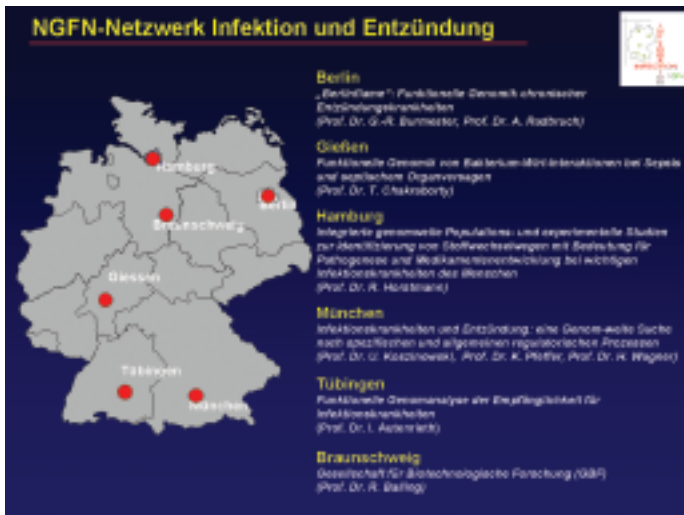 NGFN-Netzwerk Infektion und Entzündung
Berlin
„Berlinflame“: Funktionelle Genomik chronischer
Entzündungskrankheiten
(Prof. Dr. G.-R. Burmester, Prof. Dr. A. Radbruch)
Gießen
Funktionelle Genomik von Bakterium-Wirt-Interaktionen bei Sepsis
und septischem Organversagen
(Prof. Dr. T. Chakraborty)
Hamburg
Integrierte genomweite Populations- und experimentelle Studien
zur Identifizierung von Stoffwechselwegen mit Bedeutung für
Pathogenese und Medikamentenentwicklung bei wichtigen
Infektionskrankheiten des Menschen
(Prof. Dr. R. Horstmann)
München
Infektionskrankheiten und Entzündung: eine Genom-weite Suche
nach spezifischen und allgemeinen regulatorischen Prozessen
(Prof. Dr. U. Koszinowski, Prof. Dr. K. Pfeffer, Prof. Dr. H. Wagner)
Tübingen
Funktionelle Genomanalyse der Empfänglichkeit für
Infektionskrankheiten
(Prof. Dr. I. Autenrieth)
Braunschweig
Gesellschaft für Biotechnologische Forschung (GBF)
(Prof. Dr. R. Balling)
Hamburg
Berlin
Braunschweig
Giessen
Tübingen
München